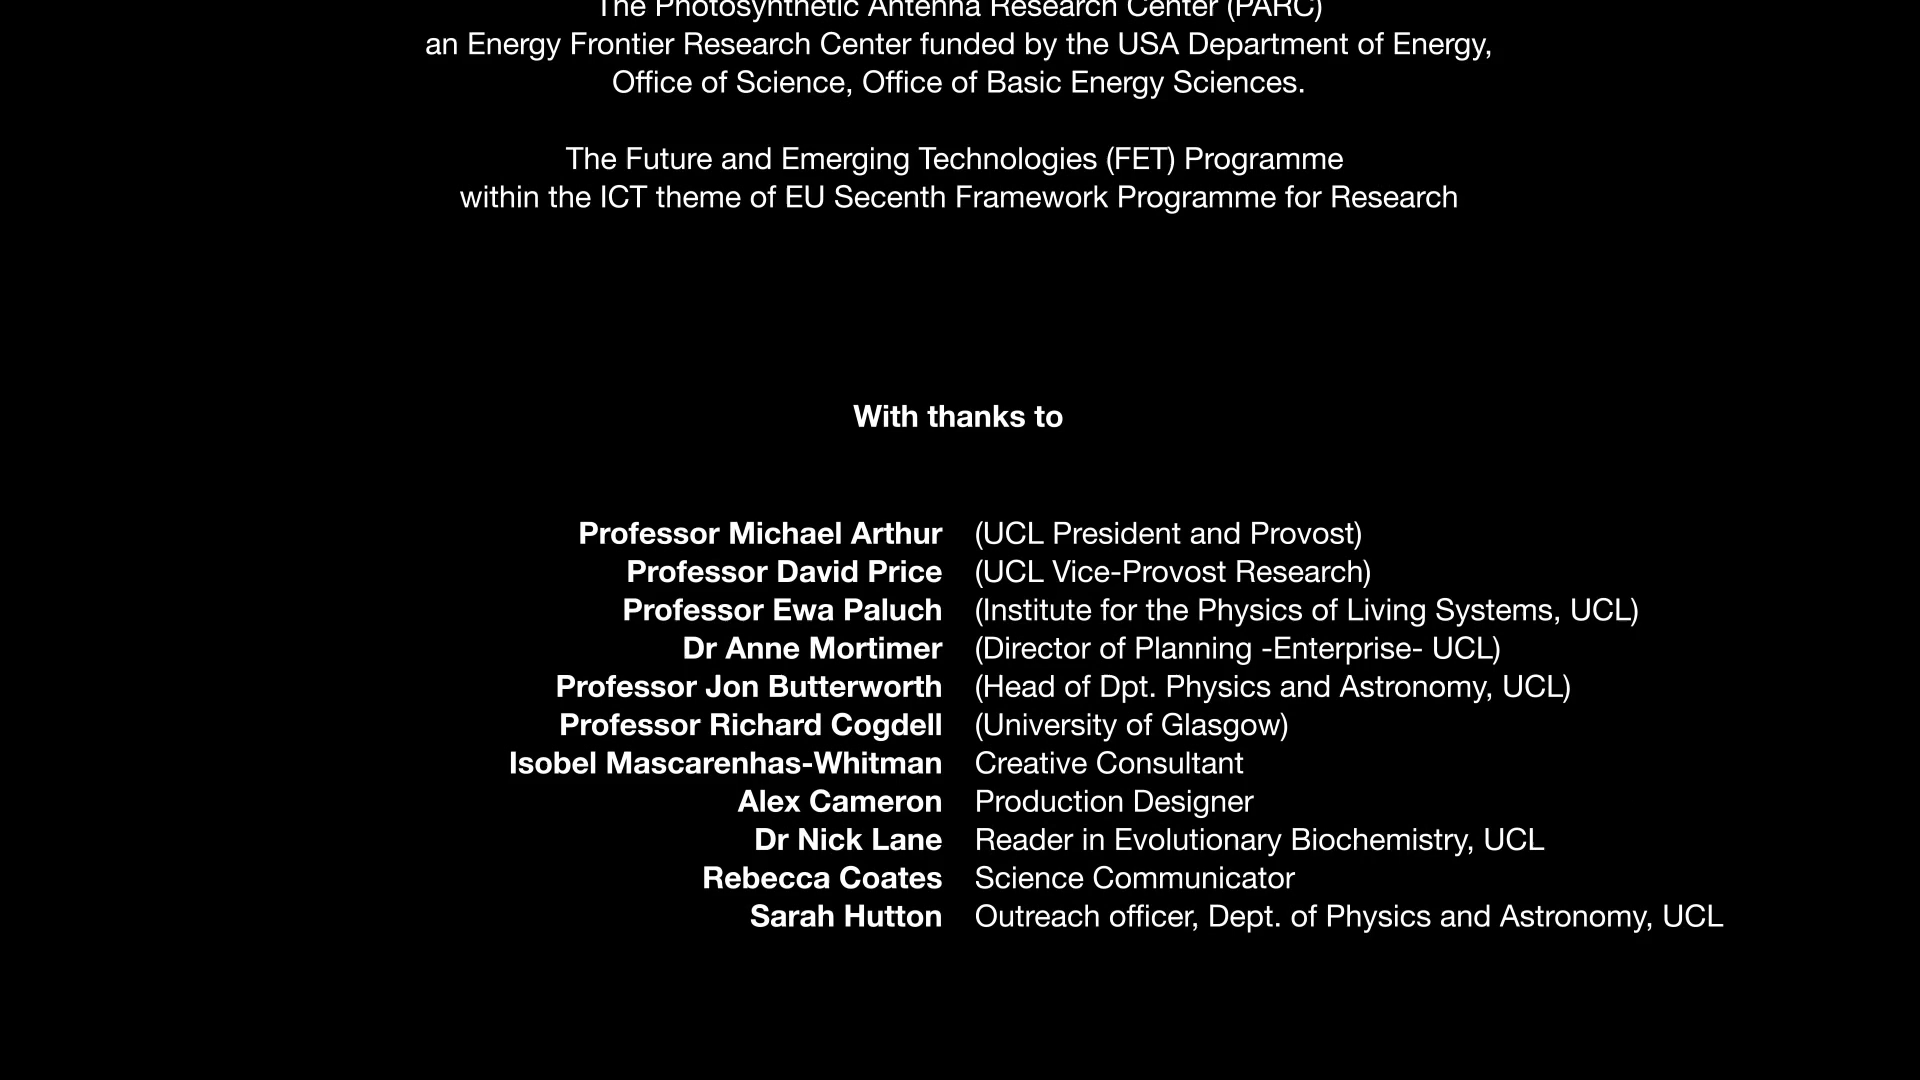 The Photosynthetic Antenna Research Center (PARC)
an Energy Frontier Research Center funded by the USA Department of Energy,
Office of Science, Office of Basic Energy Sciences.
The Future and Emerging Technologies (FET) Programme
within the ICT theme of EU Secenth Framework Programme for Research
With thanks to
Professor Michael Arthur (UCL President and Provost)
Professor David Price (UCL Vice-Provost Research)
Professor Ewa Paluch (Institute for the Physics of Living Systems, UCL)
Dr Anne Mortimer (Director of Planning -Enterprise- UCL)
Professor Jon Butterworth (Head of Dpt. Physics and Astronomy, UCL)
Professor Richard Cogdell (University of Glasgow)
Isobel Mascarenhas-Whitman Creative Consultant
Alex Cameron Production Designer
Dr Nick Lane Reader in Evolutionary Biochemistry, UCL
Rebecca Coates Science Communicator
Sarah Hutton Outreach officer, Dept. of Physics and Astronomy, UCL